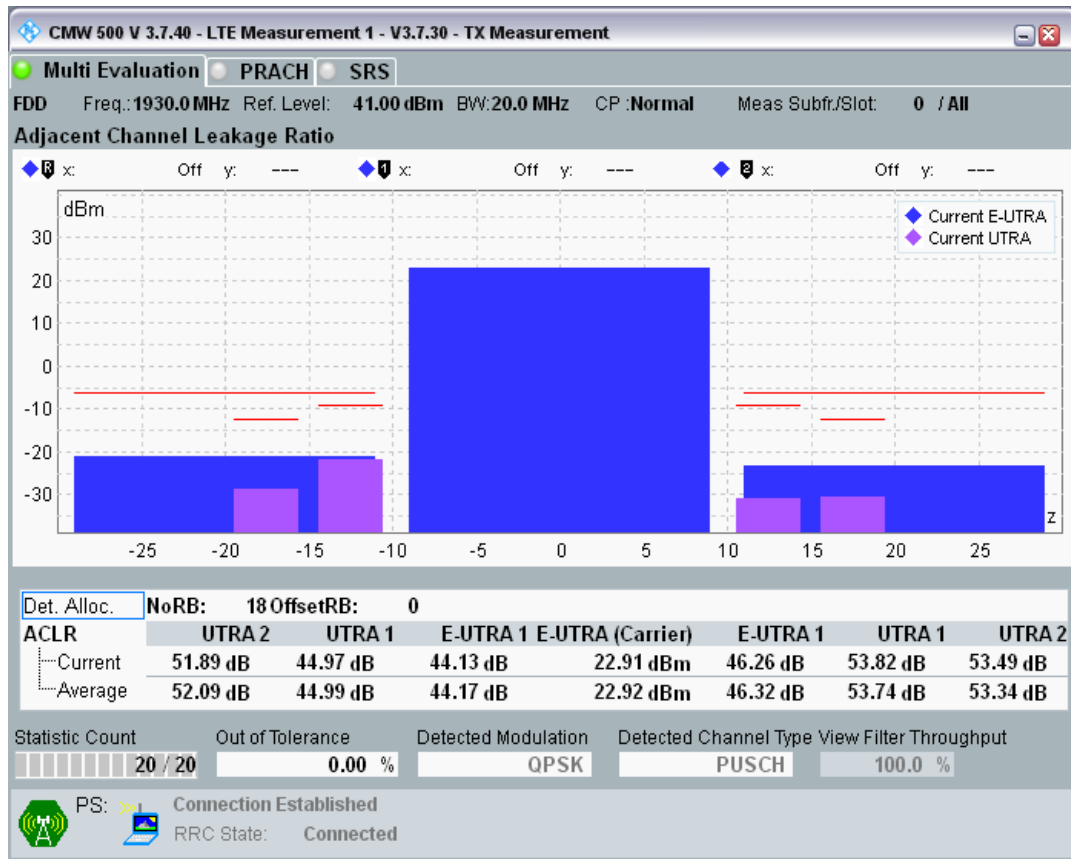 CMW 500 V 3.7.40 - LTE Measurement 1 - V3.7.30 - TX Measurement
Multi Evaluation PRACH SRS
FDD Freq.:1930.0 MHz Ref. Level: 41.00 dBm BW:20.0 MHz CP :Normal Meas Subfr./Slot: 0 / All
Adjacent Channel Leakage Ratio
R x: Off y: --- 1 x: Off y: --- 2 x: Off y: ---
dBm
Current E-UTRA
Current UTRA
30
20
10
0
-10
-20
-30
z
-25 -20 -15 -10 -5 0 5 10 15 20 25
Det. Alloc. NoRB: 18 OffsetRB: 0
ACLR UTRA 2 UTRA 1 E-UTRA 1 E-UTRA (Carrier) E-UTRA 1 UTRA 1 UTRA 2
Current 51.89 dB 44.97 dB 44.13 dB 22.91 dBm 46.26 dB 53.82 dB 53.49 dB
Average 52.09 dB 44.99 dB 44.17 dB 22.92 dBm 46.32 dB 53.74 dB 53.34 dB
Statistic Count Out of Tolerance Detected Modulation Detected Channel Type View Filter Throughput
20 / 20 0.00 % QPSK PUSCH 100.0 %
PS: Connection Established
RRC State: Connected